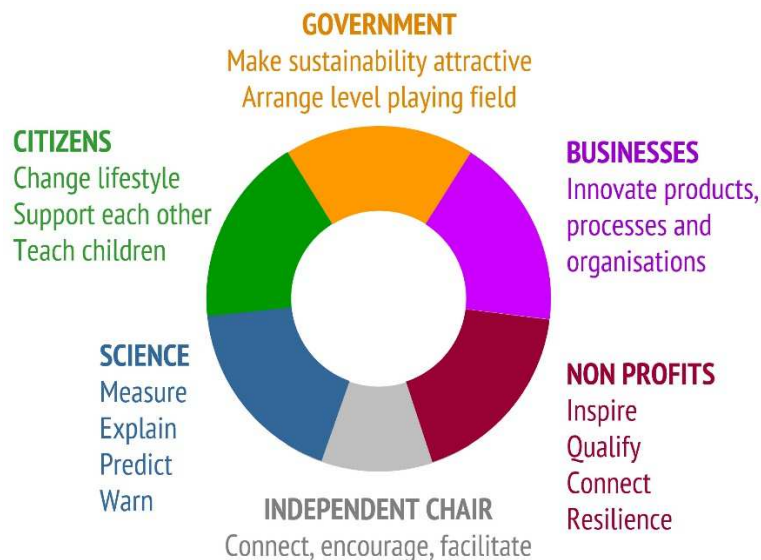 GOVERNMENT
Make sustainability attractive
Arrange level playing field
CITIZENS
Change lifestyle
Support each other
Teach children
BUSINESSES
Innovate products,
processes and
organisations
SCIENCE
Measure
Explain
Predict
Warn
NON PROFITS
Inspire
Qualify
Connect
Resilience
INDEPENDENT CHAIR
Connect, encourage, facilitate